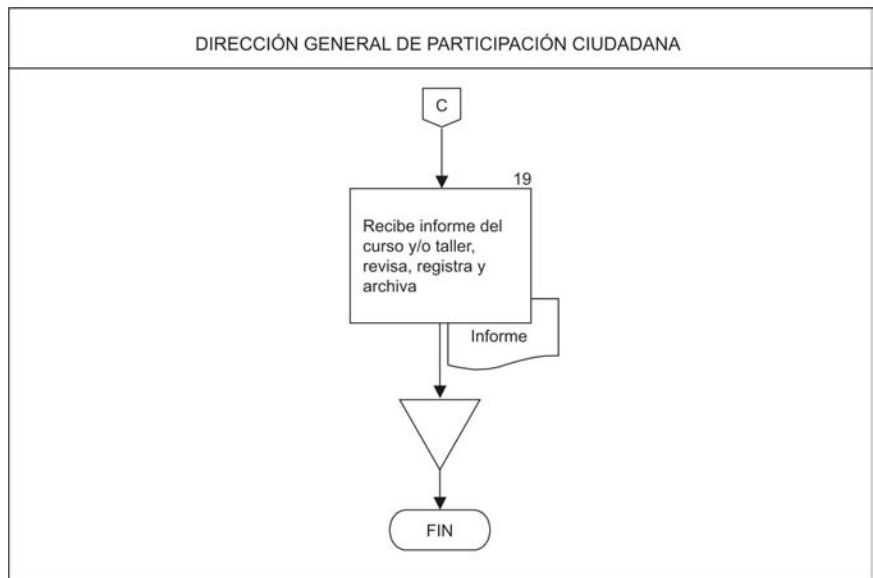 DIRECCIÓN GENERAL DE PARTICIPACIÓN CIUDADANA
C
19
Recibe informe del
curso y/o taller,
revisa, registra y
archiva
Informe
FIN